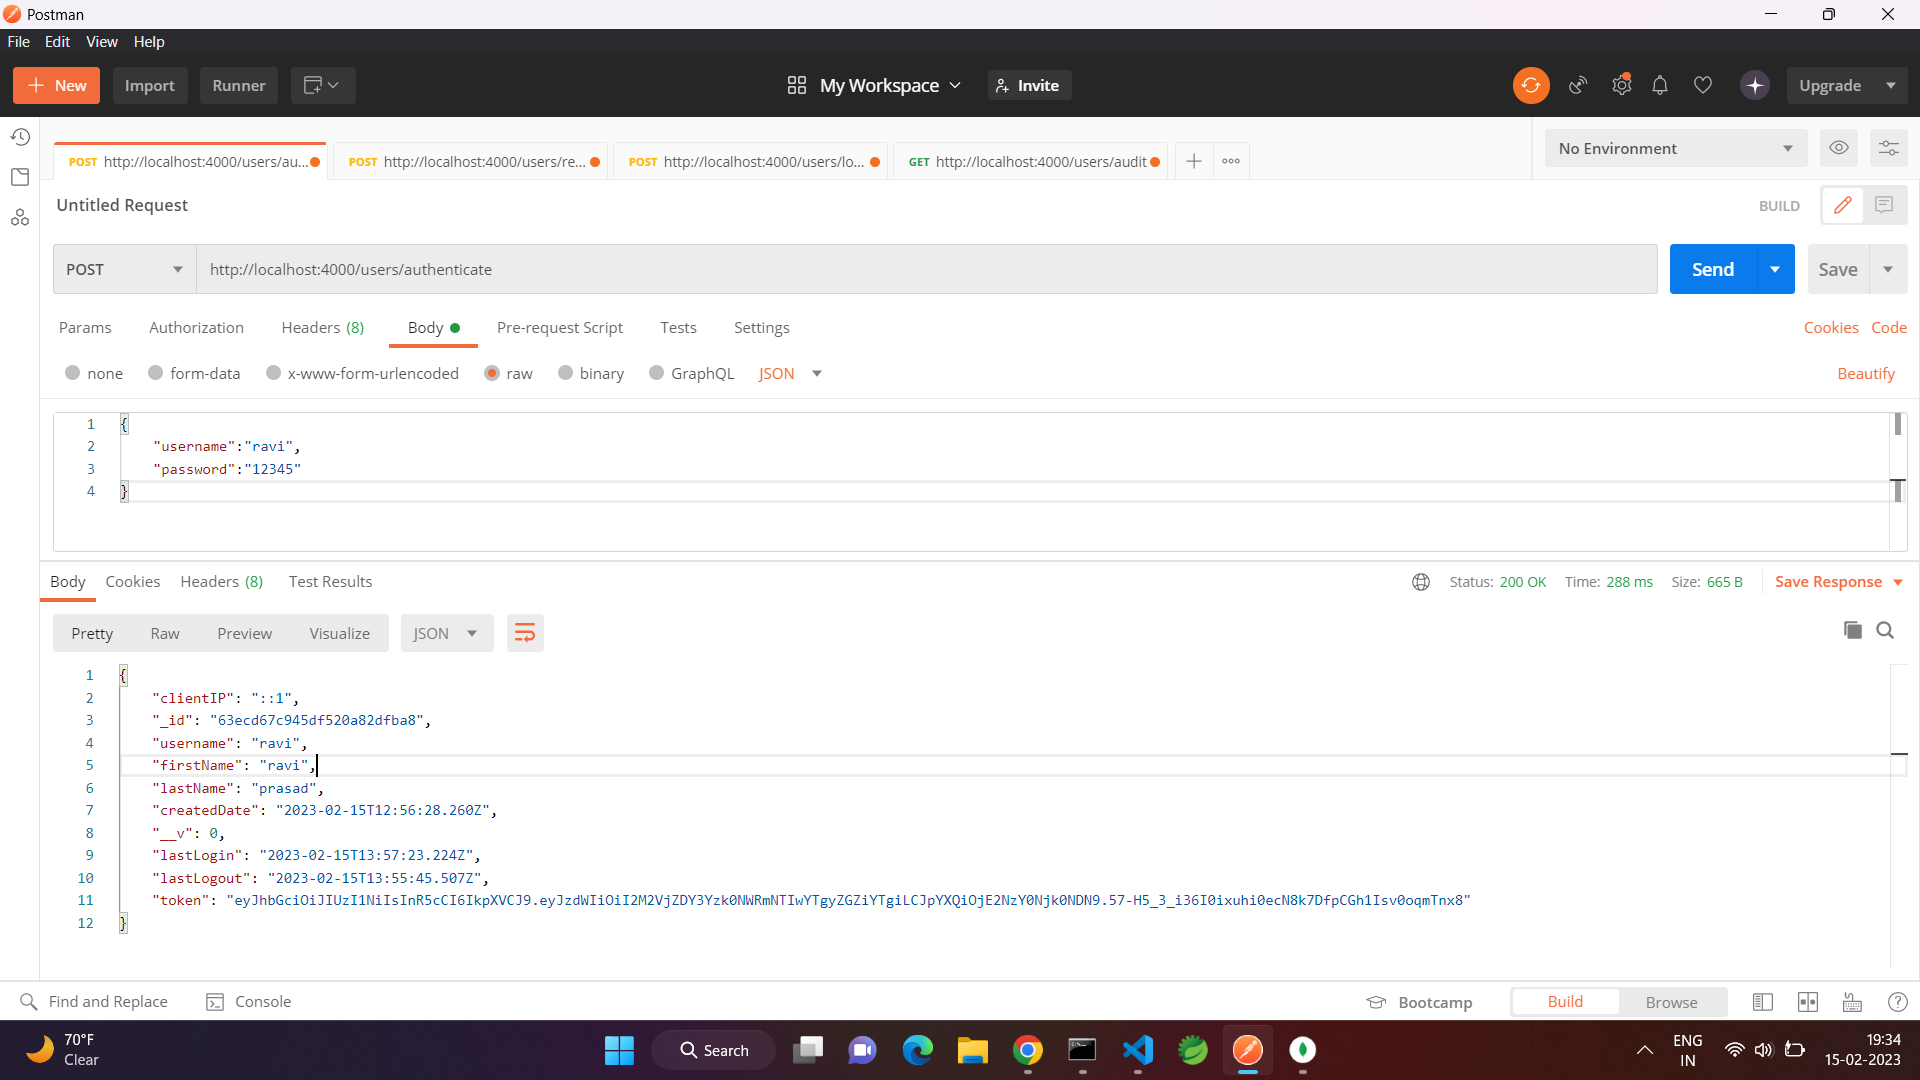 Postman
File Edit View Help
New Import Runner My Workspace Invite Upgrade
POST http://localhost:4000/users/au... POST http://localhost:4000/users/re... POST http://localhost:4000/users/lo... GET http://localhost:4000/users/audit No Environment
Untitled Request BUILD
POST http://localhost:4000/users/authenticate Send Save
Params Authorization Headers (8) Body Pre-request Script Tests Settings Cookies Code
none form-data x-www-form-urlencoded raw binary GraphQL JSON Beautify
1 {
2 "username":"ravi",
3 "password":"12345"
4 }
Body Cookies Headers (8) Test Results Status: 200 OK Time: 288 ms Size: 665 B Save Response
Pretty Raw Preview Visualize JSON
1 {
2 "clientIP": "::1",
3 "_id": "63ecd67c945df520a82dfba8",
4 "username": "ravi",
5 "firstName": "ravi",
6 "lastName": "prasad",
7 "createdDate": "2023-02-15T12:56:28.260Z",
8 "__v": 0,
9 "lastLogin": "2023-02-15T13:57:23.224Z",
10 "lastLogout": "2023-02-15T13:55:45.507Z",
11 "token": "eyJhbGciOiJIUzI1NiIsInR5cCI6IkpXVCJ9.eyJzdWIiOiI2M2VjZDY3Yzk0NWRmNTIwYTgyZGZiYTgiLCJpYXQiOjE2NzY0Njk0NDN9.57-H5_3_i36I0ixuhi0ecN8k7DfpCGh1Isv0oqmTnx8"
12 }
Find and Replace Console Bootcamp Build Browse
70°F
Clear
Search
ENG
IN
19:34
15-02-2023